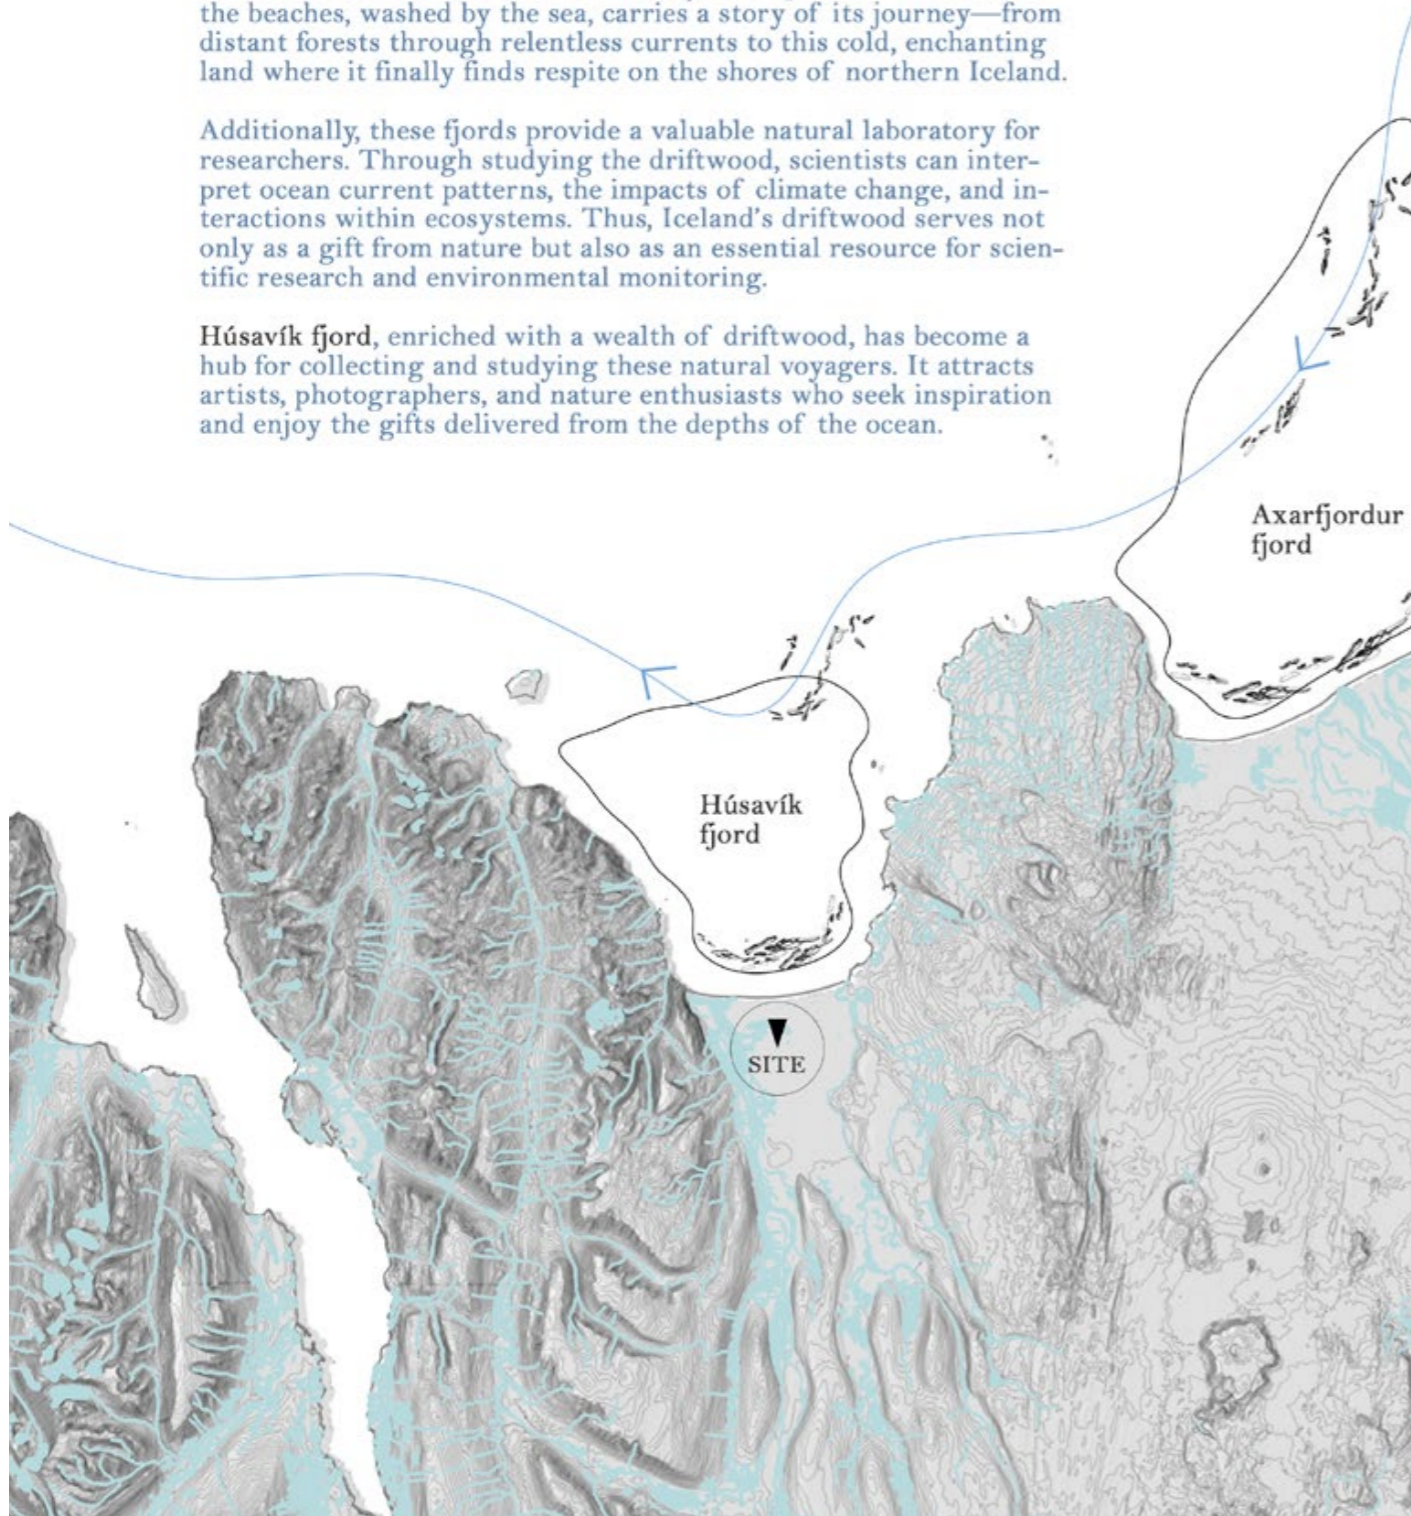 the beaches, washed by the sea, carries a story of its journey—from
distant forests through relentless currents to this cold, enchanting
land where it finally finds respite on the shores of northern Iceland.
Additionally, these fjords provide a valuable natural laboratory for
researchers. Through studying the driftwood, scientists can inter-
pret ocean current patterns, the impacts of climate change, and in-
teractions within ecosystems. Thus, Iceland's driftwood serves not
only as a gift from nature but also as an essential resource for scien-
tific research and environmental monitoring.
Húsavík fjord, enriched with a wealth of driftwood, has become a
hub for collecting and studying these natural voyagers. It attracts
artists, photographers, and nature enthusiasts who seek inspiration
and enjoy the gifts delivered from the depths of the ocean.
Axarfjordur
fjord
Húsavík
fjord
SITE